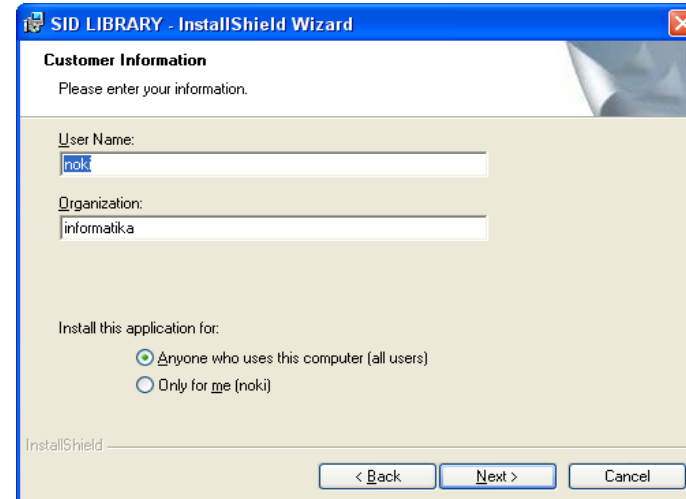 SID LIBRARY - InstallShield Wizard
Customer Information
Please enter your information.
User Name:
noki
Organization:
informatika
Install this application for:
Anyone who uses this computer (all users)
Only for me (noki)
InstallShield
< Back Next > Cancel